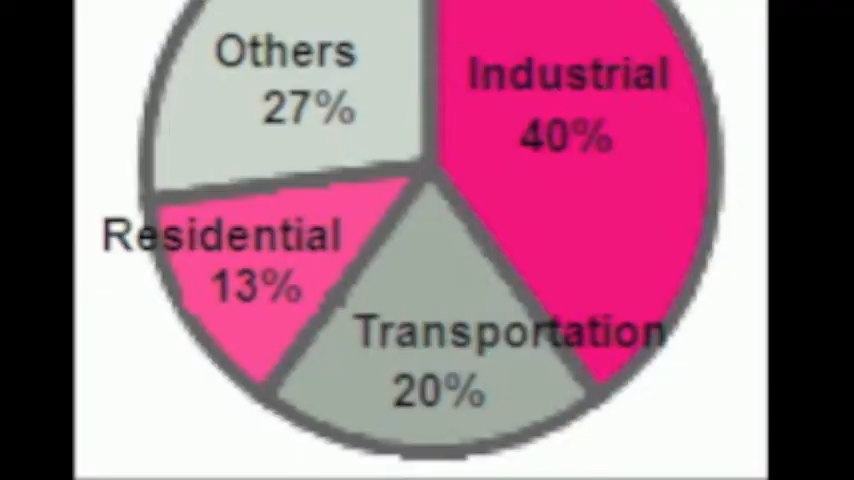 Others
27%
Industrial
40%
Residential
13%
Transportation
20%